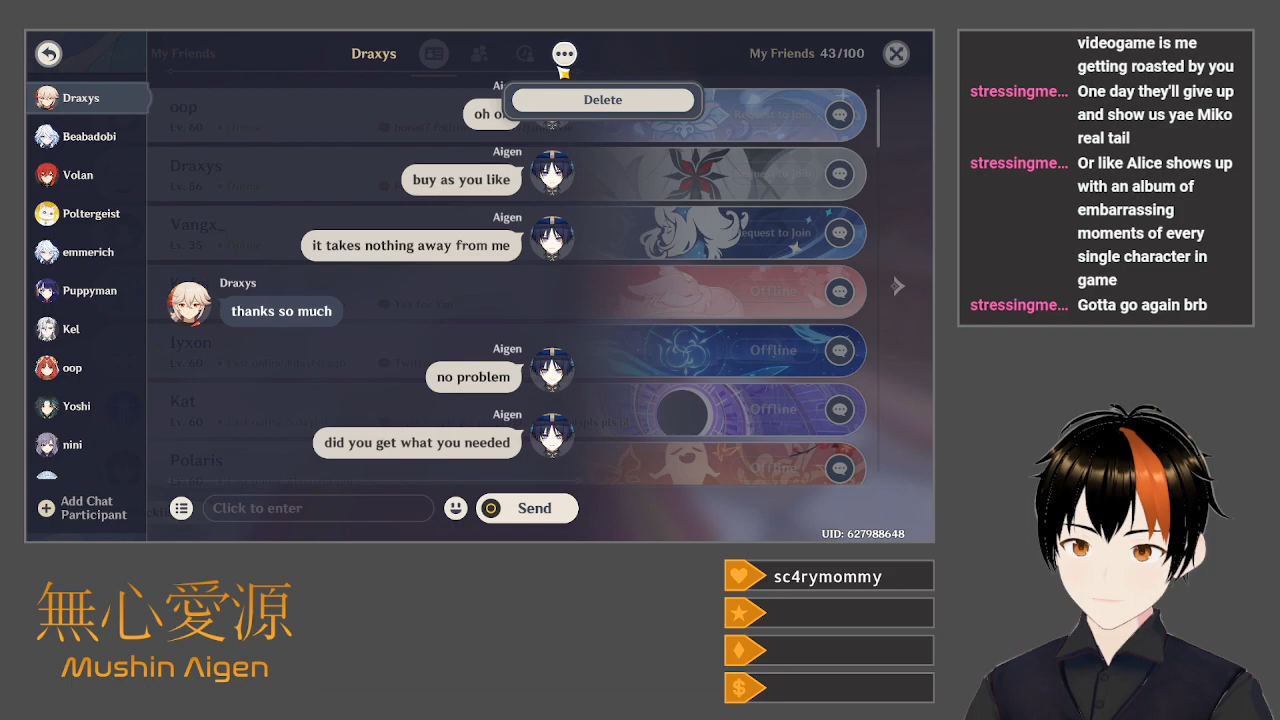 My Friends
Draxys
My Friends 43/100
Draxys
Beabadobi
Volan
Poltergeist
emmerich
Puppyman
Kel
oop
Yoshi
nini
Add Chat
Participant
Delete
Aigen
buy as you like
Aigen
it takes nothing away from me
Draxys
thanks so much
Aigen
no problem
Aigen
did you get what you needed
Click to enter
Send
oop
Lv. 60
Draxys
Lv. 56
Vangx_
Lv. 35
Request to Join
Offline
lyxon
Lv. 60
Offline
Kat
Lv. 60
Offline
Polaris
Offline
UID: 627988648
videogame is me
getting roasted by you
stressingme... One day they'll give up
and show us yae Miko
real tail
stressingme... Or like Alice shows up
with an album of
embarrassing
moments of every
single character in
game
stressingme... Gotta go again brb
無心愛源
Mushin Aigen
sc4rymommy